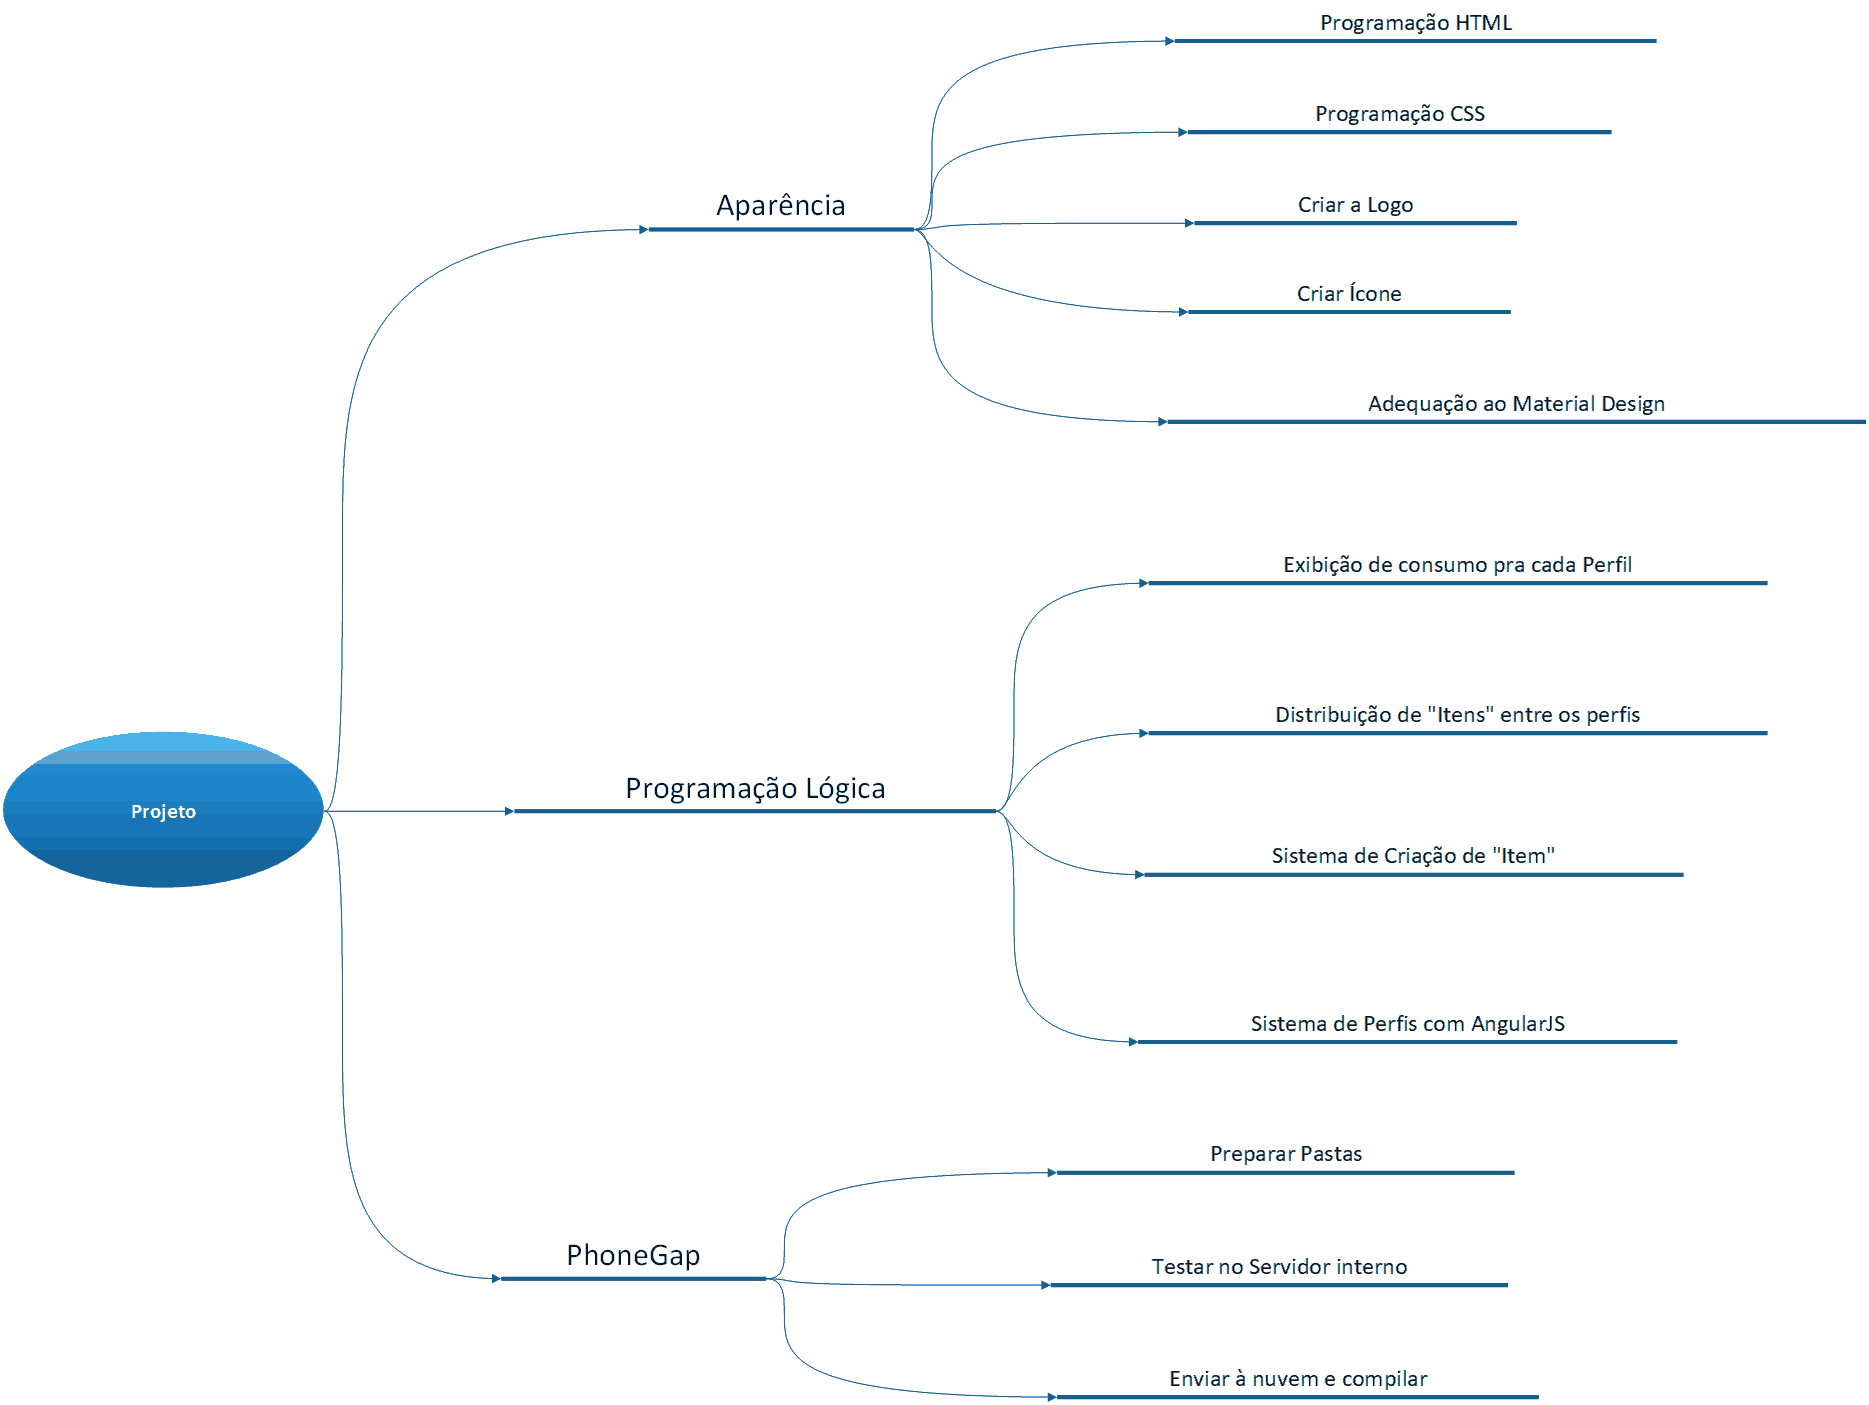 Projeto
Aparência
Programação HTML
Programação CSS
Criar a Logo
Criar Ícone
Adequação ao Material Design
Programação Lógica
Exibição de consumo pra cada Perfil
Distribuição de "Itens" entre os perfis
Sistema de Criação de "Item"
Sistema de Perfis com AngularJS
PhoneGap
Preparar Pastas
Testar no Servidor interno
Enviar à nuvem e compilar